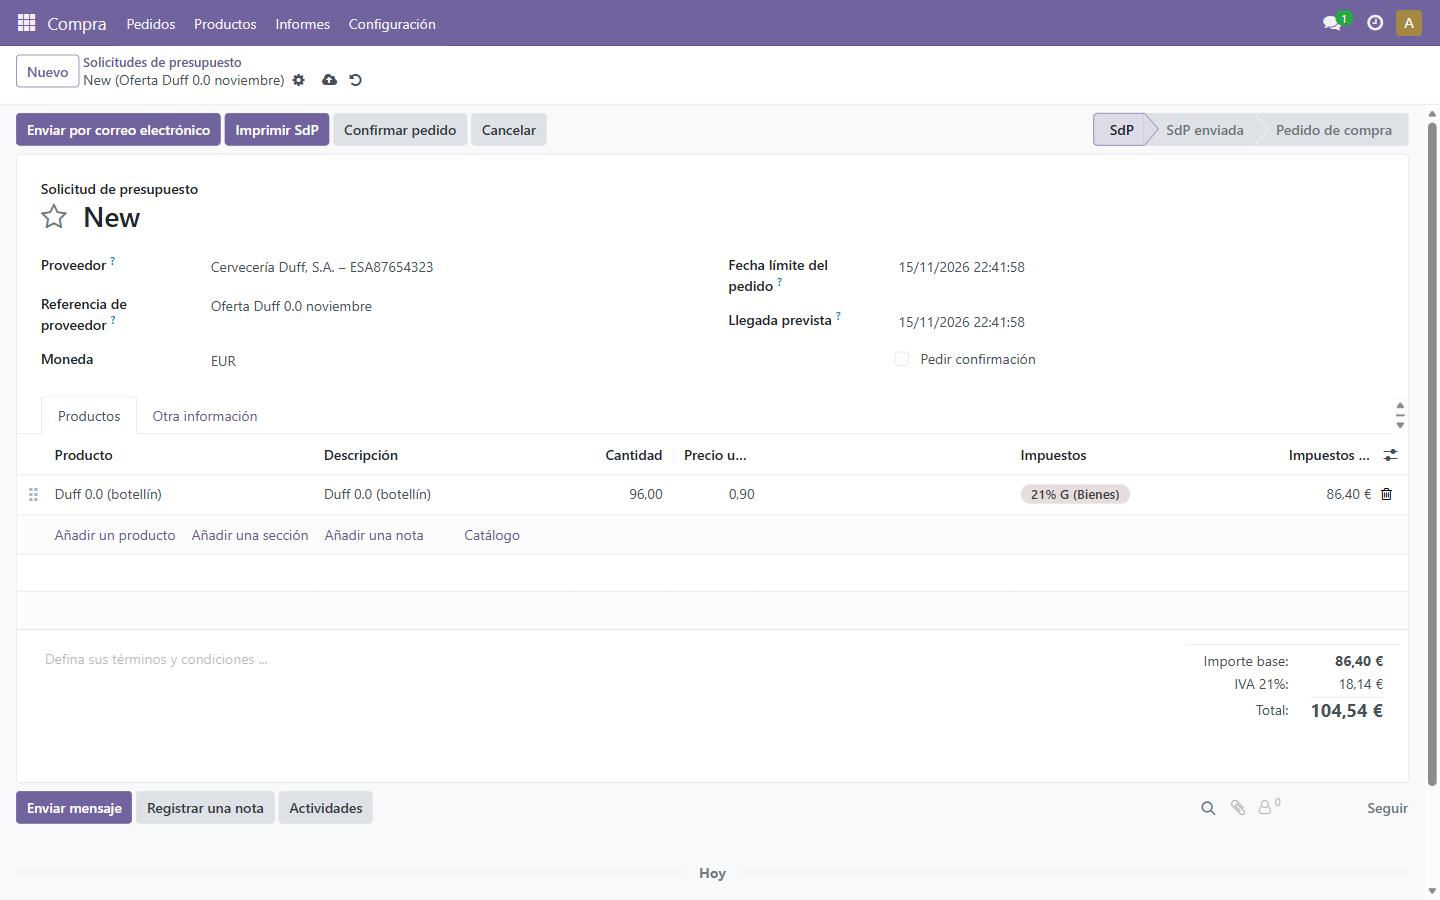 Compra Pedidos Productos Informes Configuración 1 A
Nuevo
Solicitudes de presupuesto
New (Oferta Duff 0.0 noviembre)
Enviar por correo electrónico Imprimir SdP Confirmar pedido Cancelar SdP SdP enviada Pedido de compra
Solicitud de presupuesto
New
Proveedor ? Cervecería Duff, S.A. – ESA87654323
Referencia de proveedor ? Oferta Duff 0.0 noviembre
Moneda EUR
Fecha límite del pedido ? 15/11/2026 22:41:58
Llegada prevista ? 15/11/2026 22:41:58
Pedir confirmación
Productos Otra información
Producto Descripción Cantidad Precio u... Impuestos Impuestos ...
Duff 0.0 (botellín) Duff 0.0 (botellín) 96,00 0,90 21% G (Bienes) 86,40 €
Añadir un producto Añadir una sección Añadir una nota Catálogo
Defina sus términos y condiciones ...
Importe base: 86,40 €
IVA 21%: 18,14 €
Total: 104,54 €
Enviar mensaje Registrar una nota Actividades 0 Seguir
Hoy